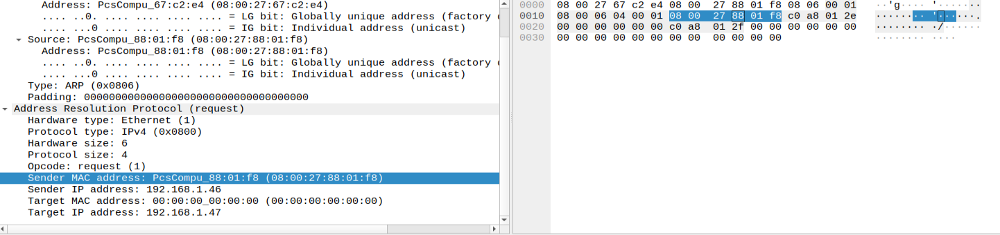 Address: PcsCompu_67:c2:e4 (08:00:27:67:c2:e4)
.... ..0. .... .... .... .... = LG bit: Globally unique address (factory
.... ...0 .... .... .... .... = IG bit: Individual address (unicast)
Source: PcsCompu_88:01:f8 (08:00:27:88:01:f8)
Address: PcsCompu_88:01:f8 (08:00:27:88:01:f8)
.... ..0. .... .... .... .... = LG bit: Globally unique address (factory
.... ...0 .... .... .... .... = IG bit: Individual address (unicast)
Type: ARP (0x0806)
Padding: 000000000000000000000000000000000000
Address Resolution Protocol (request)
Hardware type: Ethernet (1)
Protocol type: IPv4 (0x0800)
Hardware size: 6
Protocol size: 4
Opcode: request (1)
Sender MAC address: PcsCompu_88:01:f8 (08:00:27:88:01:f8)
Sender IP address: 192.168.1.46
Target MAC address: 00:00:00_00:00:00 (00:00:00:00:00:00)
Target IP address: 192.168.1.47
0000 08 00 27 67 c2 e4 08 00 27 88 01 f8 08 06 00 01 ··'g···· '·······
0010 08 00 06 04 00 01 08 00 27 88 01 f8 c0 a8 01 2e ········ '······.
0020 00 00 00 00 00 00 c0 a8 01 2f 00 00 00 00 00 00 ········ ·/······
0030 00 00 00 00 00 00 00 00 00 00 00 00 ········ ····